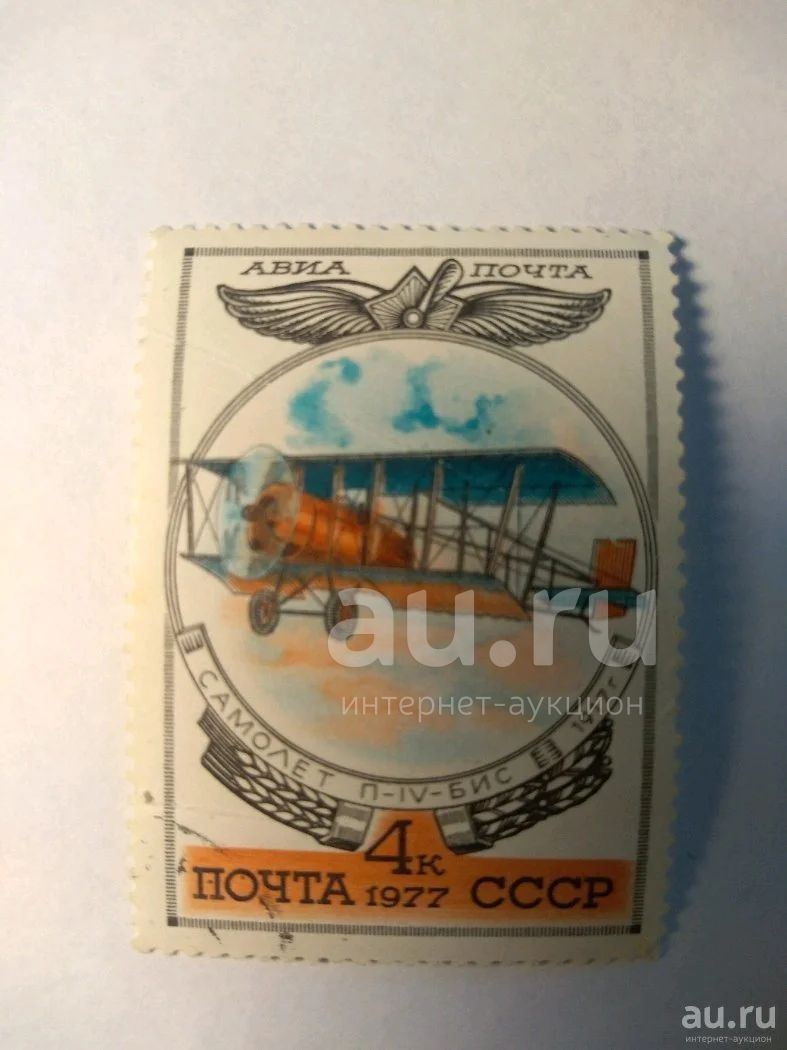 АВИА ПОЧТА
au.ru
интернет-аукцион
САМОЛЕТ П-IV-БИС
4к
ПОЧТА 1977 СССР
au.ru
интернет-аукцион